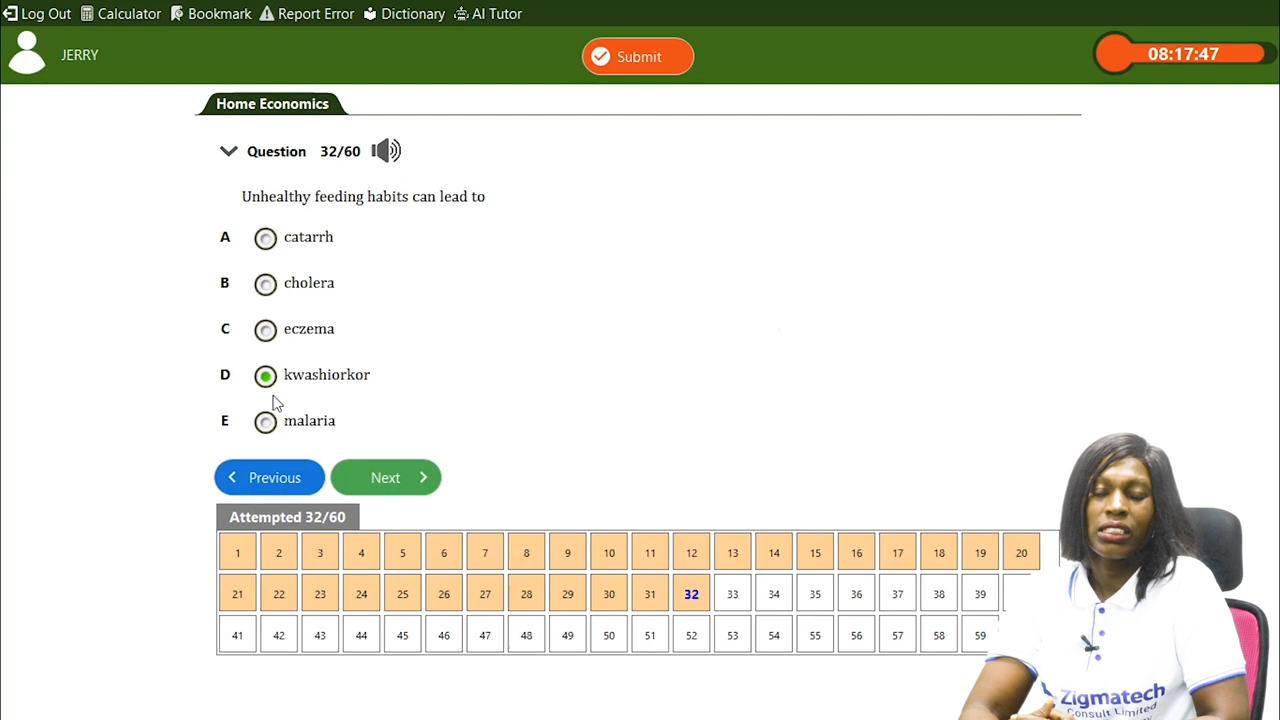 Log Out Calculator Bookmark Report Error Dictionary AI Tutor
JERRY
Submit
08:17:47
Home Economics
Question 32/60
Unhealthy feeding habits can lead to
A catarrh
B cholera
C eczema
D kwashiorkor
E malaria
Previous Next
Attempted 32/60
1 2 3 4 5 6 7 8 9 10 11 12 13 14 15 16 17 18 19 20
21 22 23 24 25 26 27 28 29 30 31 32 33 34 35 36 37 38 39
41 42 43 44 45 46 47 48 49 50 51 52 53 54 55 56 57 58 59
Zigmatech
Consult Limited